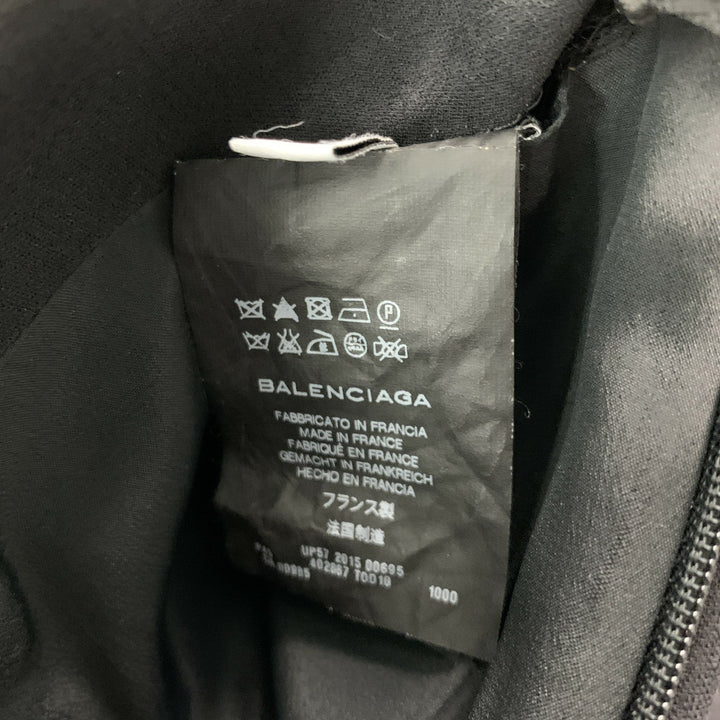 BALENCIAGA
FABBRICATO IN FRANCIA
MADE IN FRANCE
FABRIQUÉ EN FRANCE
GEMACHT IN FRANKREICH
HECHO EN FRANCIA
フランス製
法国制造
UP57 2015 00695
402067 TOD10 1000